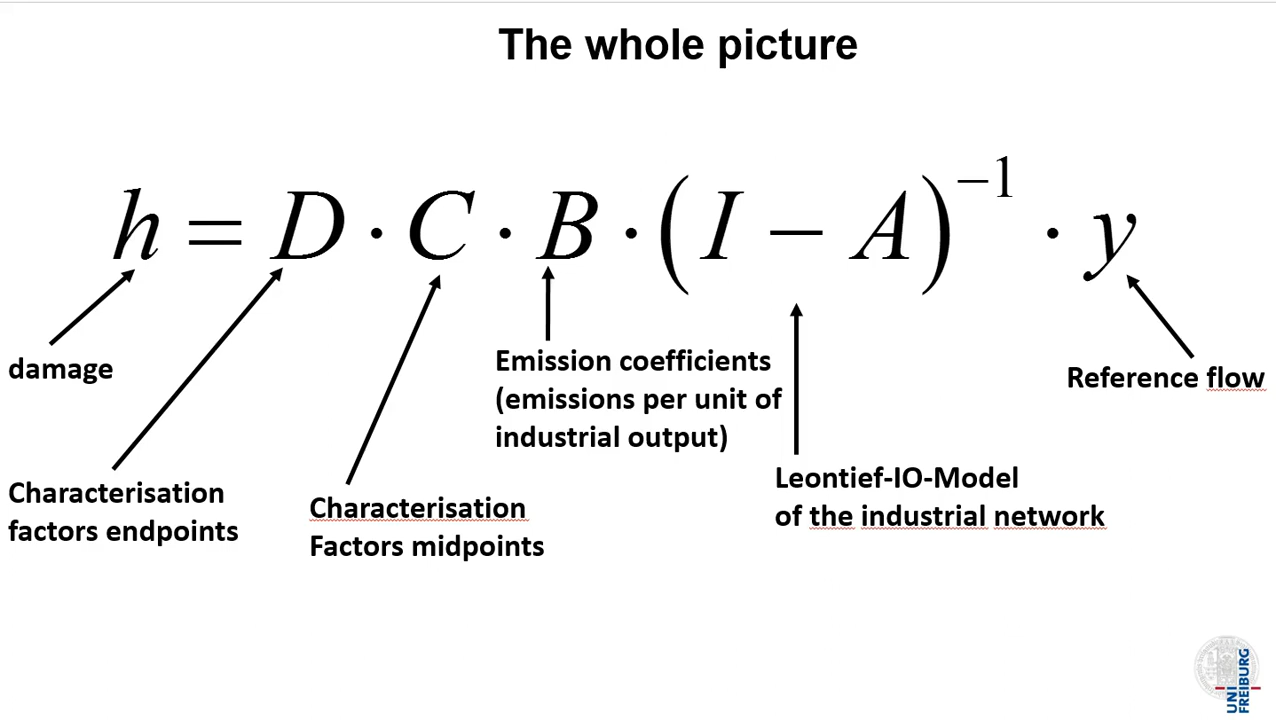 The whole picture
h = D · C · B · (I − A)⁻¹ · y
damage
Characterisation
factors endpoints
Characterisation
Factors midpoints
Emission coefficients
(emissions per unit of
industrial output)
Leontief-IO-Model
of the industrial network
Reference flow
UNI
FREIBURG